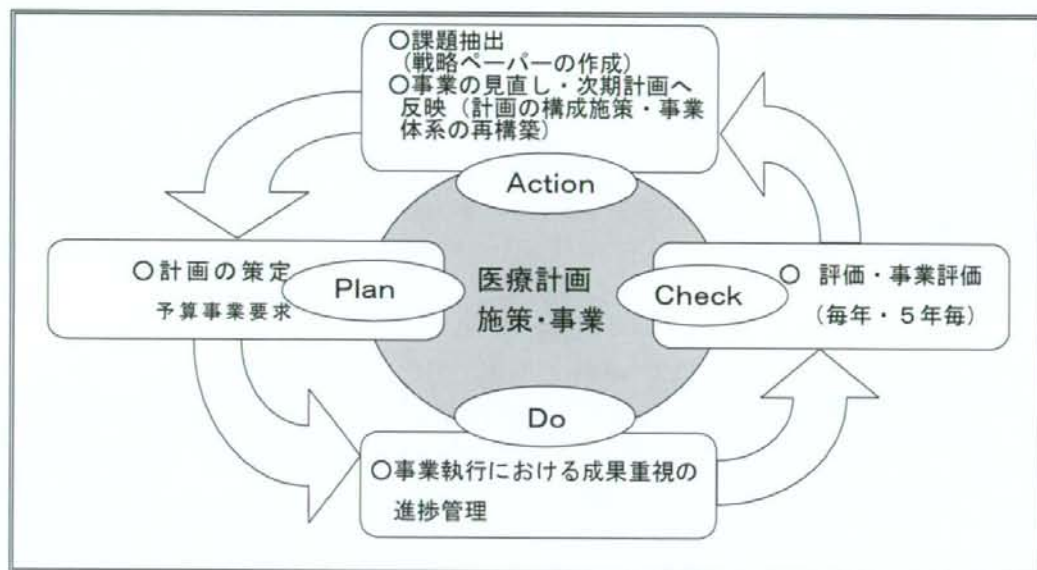 ○課題抽出
(戦略ペーパーの作成)
○事業の見直し・次期計画へ
反映（計画の構成施策・事業
体系の再構築）
Action
○計画の策定
予算事業要求
Plan
医療計画
施策・事業
Check
○ 評価・事業評価
（毎年・５年毎）
Do
○事業執行における成果重視の
進捗管理